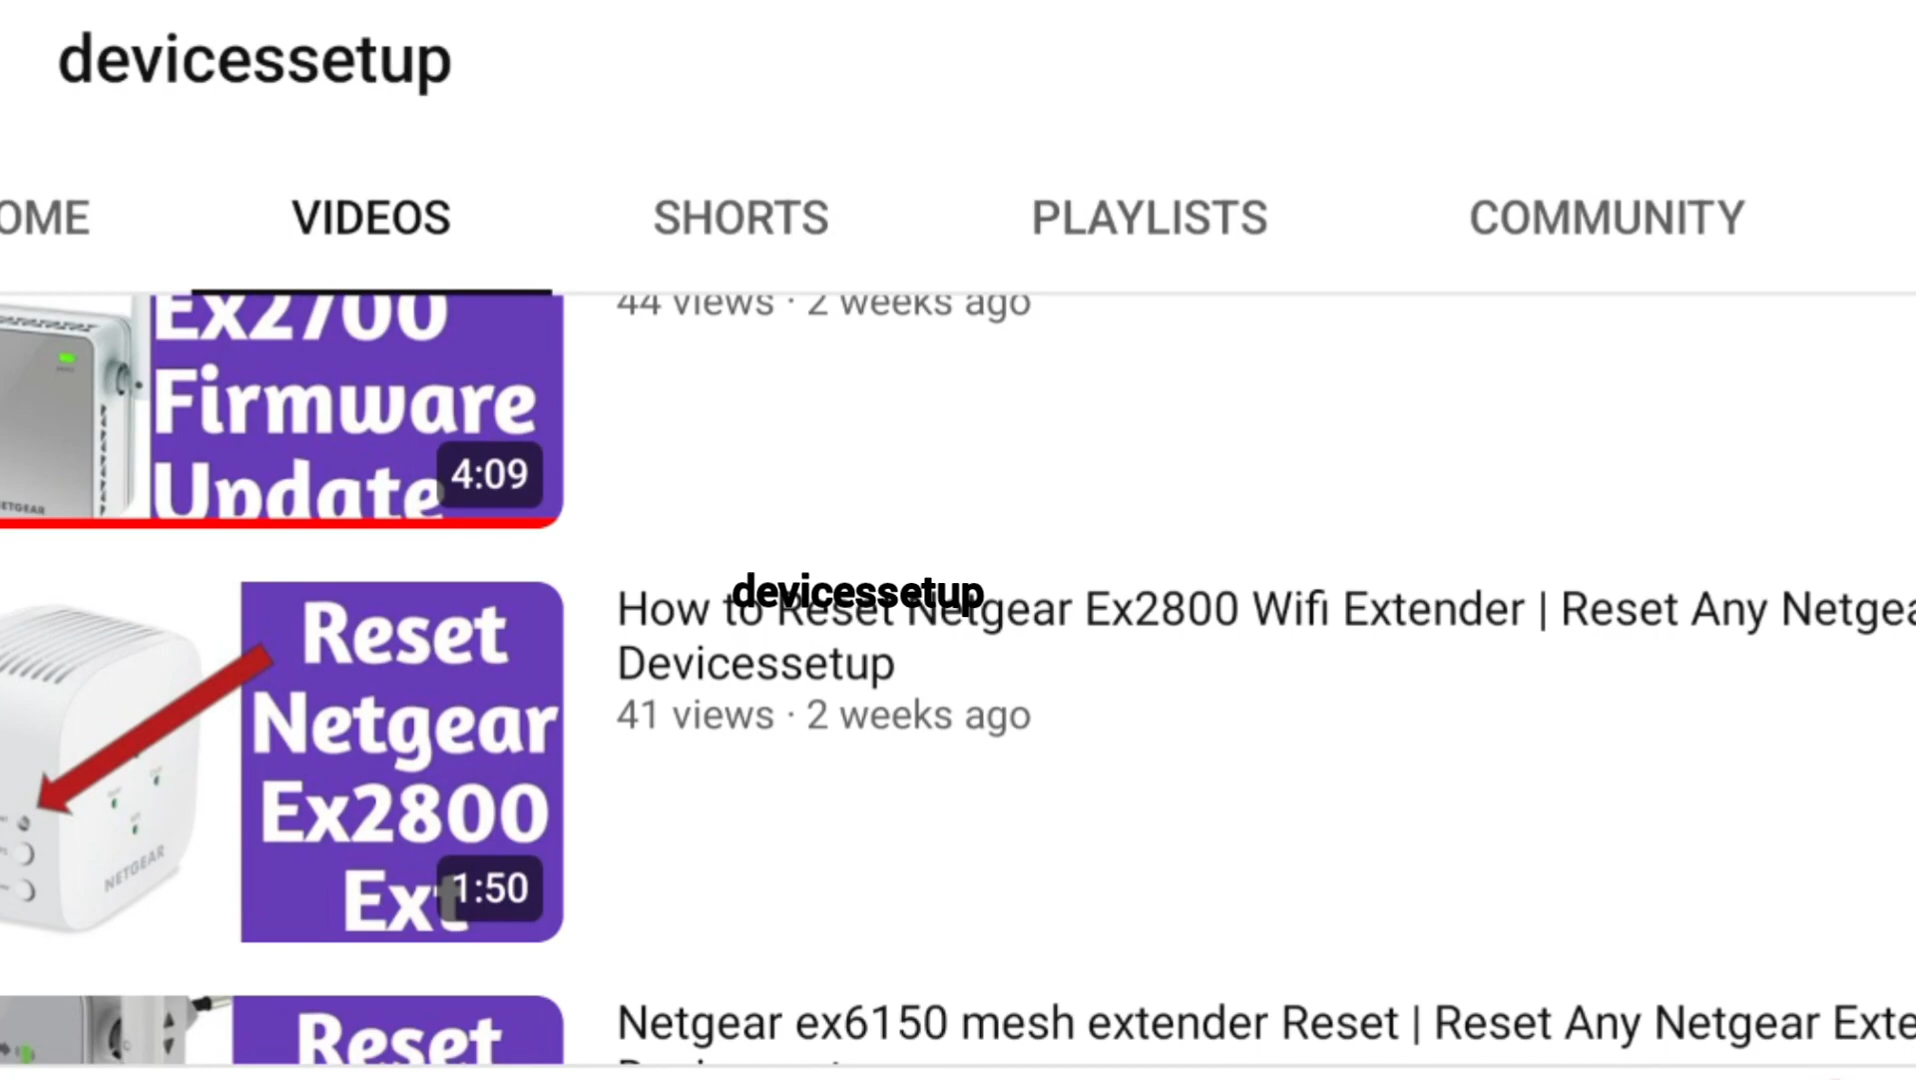 devicessetup
OME
VIDEOS
SHORTS
PLAYLISTS
COMMUNITY
Ex2700
Firmware
Update
4:09
ETGEAR
44 views · 2 weeks ago
Reset
Netgear
Ex2800
Ext
1:50
NETGEAR
devicessetup
How to Reset Netgear Ex2800 Wifi Extender | Reset Any Netgea
Devicessetup
41 views · 2 weeks ago
Reset
Netgear ex6150 mesh extender Reset | Reset Any Netgear Exte